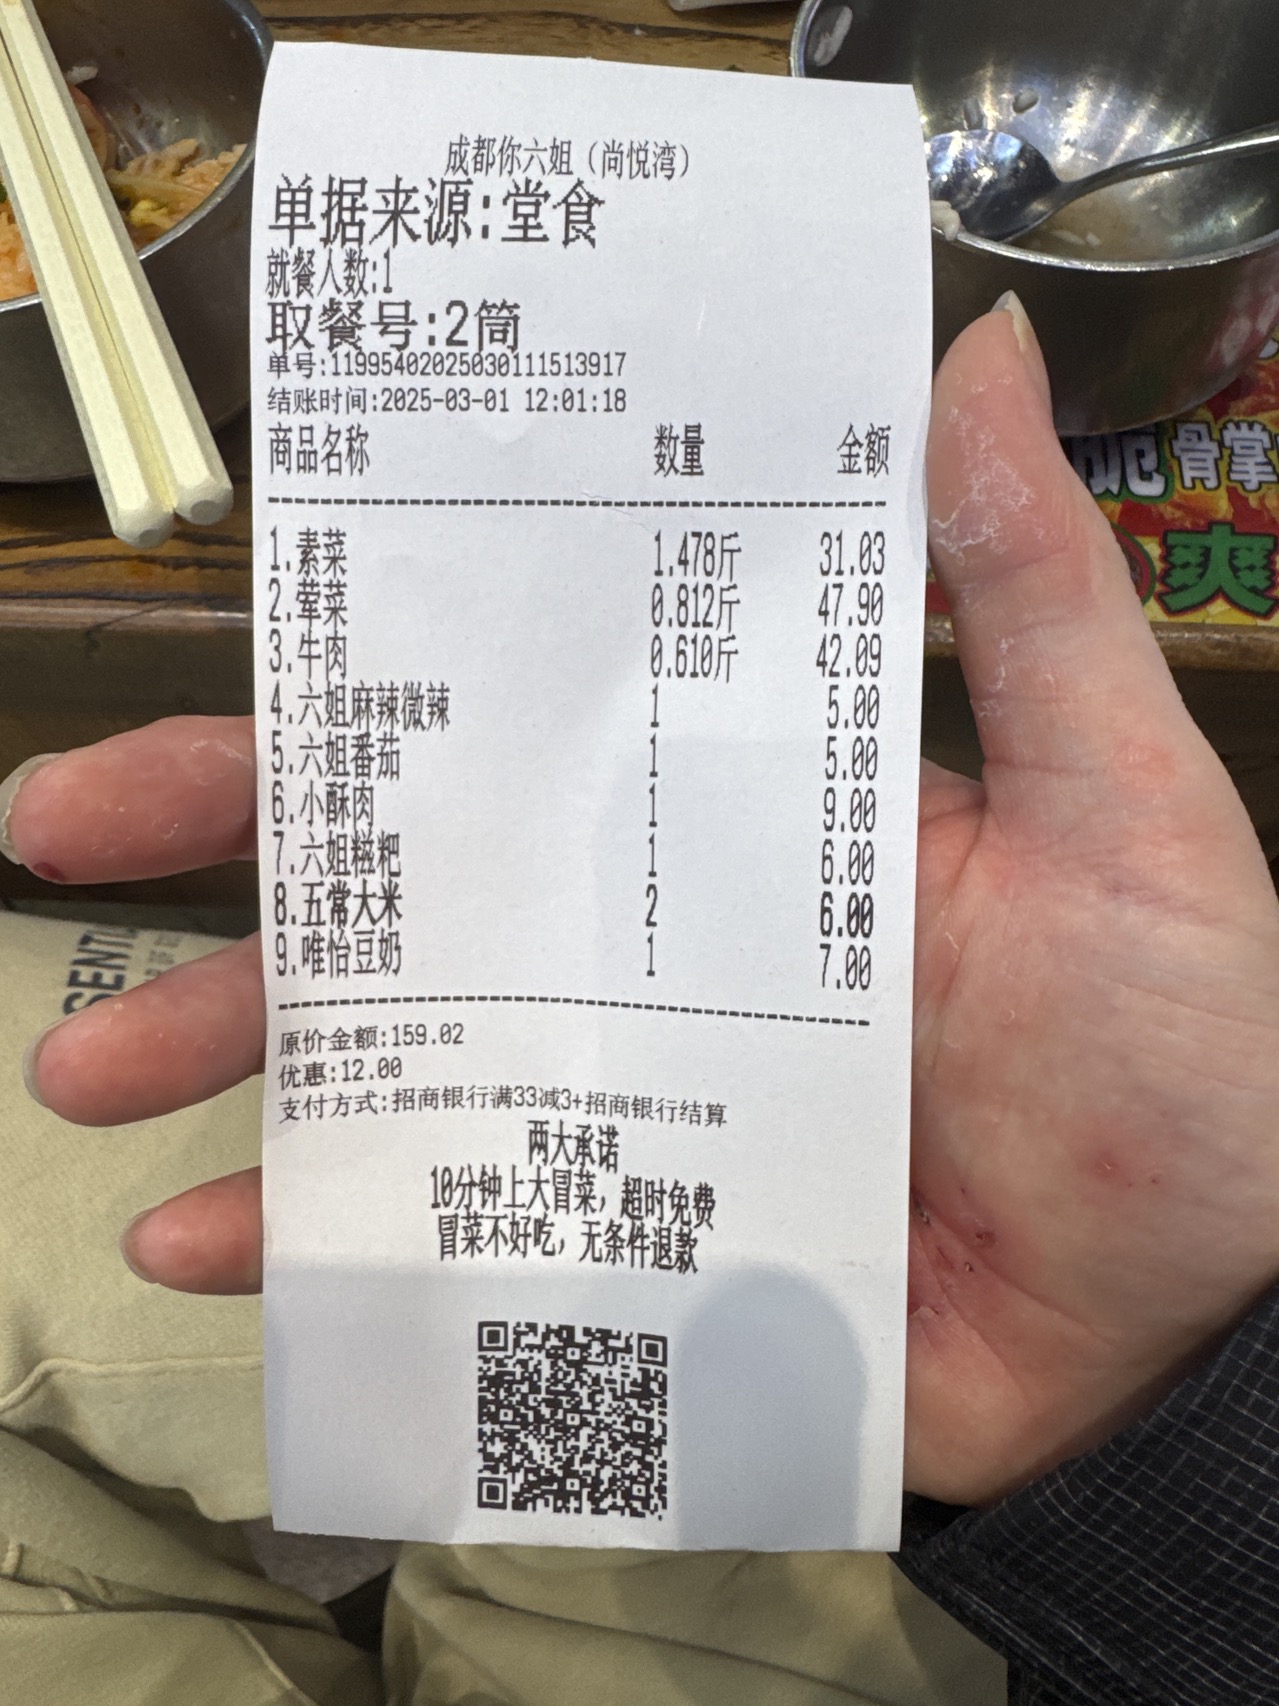 成都你六姐（尚悦湾）
单据来源:堂食
就餐人数:1
取餐号:2筒
单号:11995402025030111513917
结账时间:2025-03-01 12:01:18
商品名称 数量 金额
1.素菜 1.478斤 31.03
2.荤菜 0.812斤 47.90
3.牛肉 0.610斤 42.09
4.六姐麻辣微辣 1 5.00
5.六姐番茄 1 5.00
6.小酥肉 1 9.00
7.六姐糍粑 1 6.00
8.五常大米 2 6.00
9.唯怡豆奶 1 7.00
原价金额:159.02
优惠:12.00
支付方式:招商银行满33减3+招商银行结算
两大承诺
10分钟上大冒菜，超时免费
冒菜不好吃，无条件退款
脆骨掌
爽